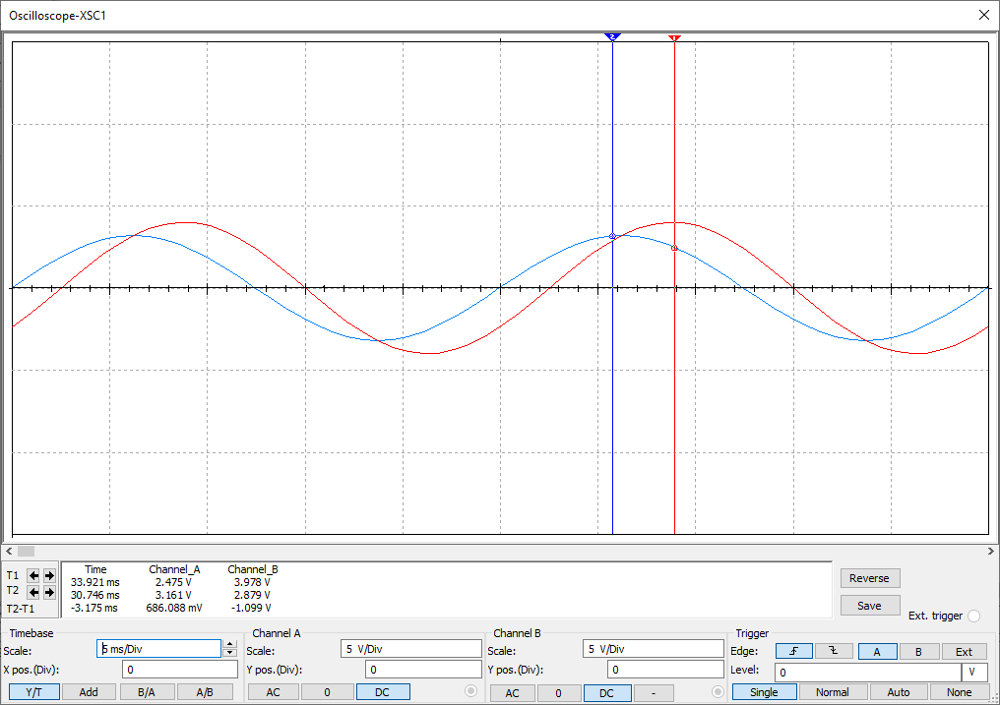 Oscilloscope-XSC1
2 1
T1
T2
T2-T1
Time Channel_A Channel_B
33.921 ms 2.475 V 3.978 V
30.746 ms 3.161 V 2.879 V
-3.175 ms 686.088 mV -1.099 V
Reverse
Save
Ext. trigger
Timebase
Scale: 5 ms/Div
X pos.(Div): 0
Y/T Add B/A A/B
Channel A
Scale: 5 V/Div
Y pos.(Div): 0
AC 0 DC
Channel B
Scale: 5 V/Div
Y pos.(Div): 0
AC 0 DC -
Trigger
Edge: A B Ext
Level: 0 V
Single Normal Auto None